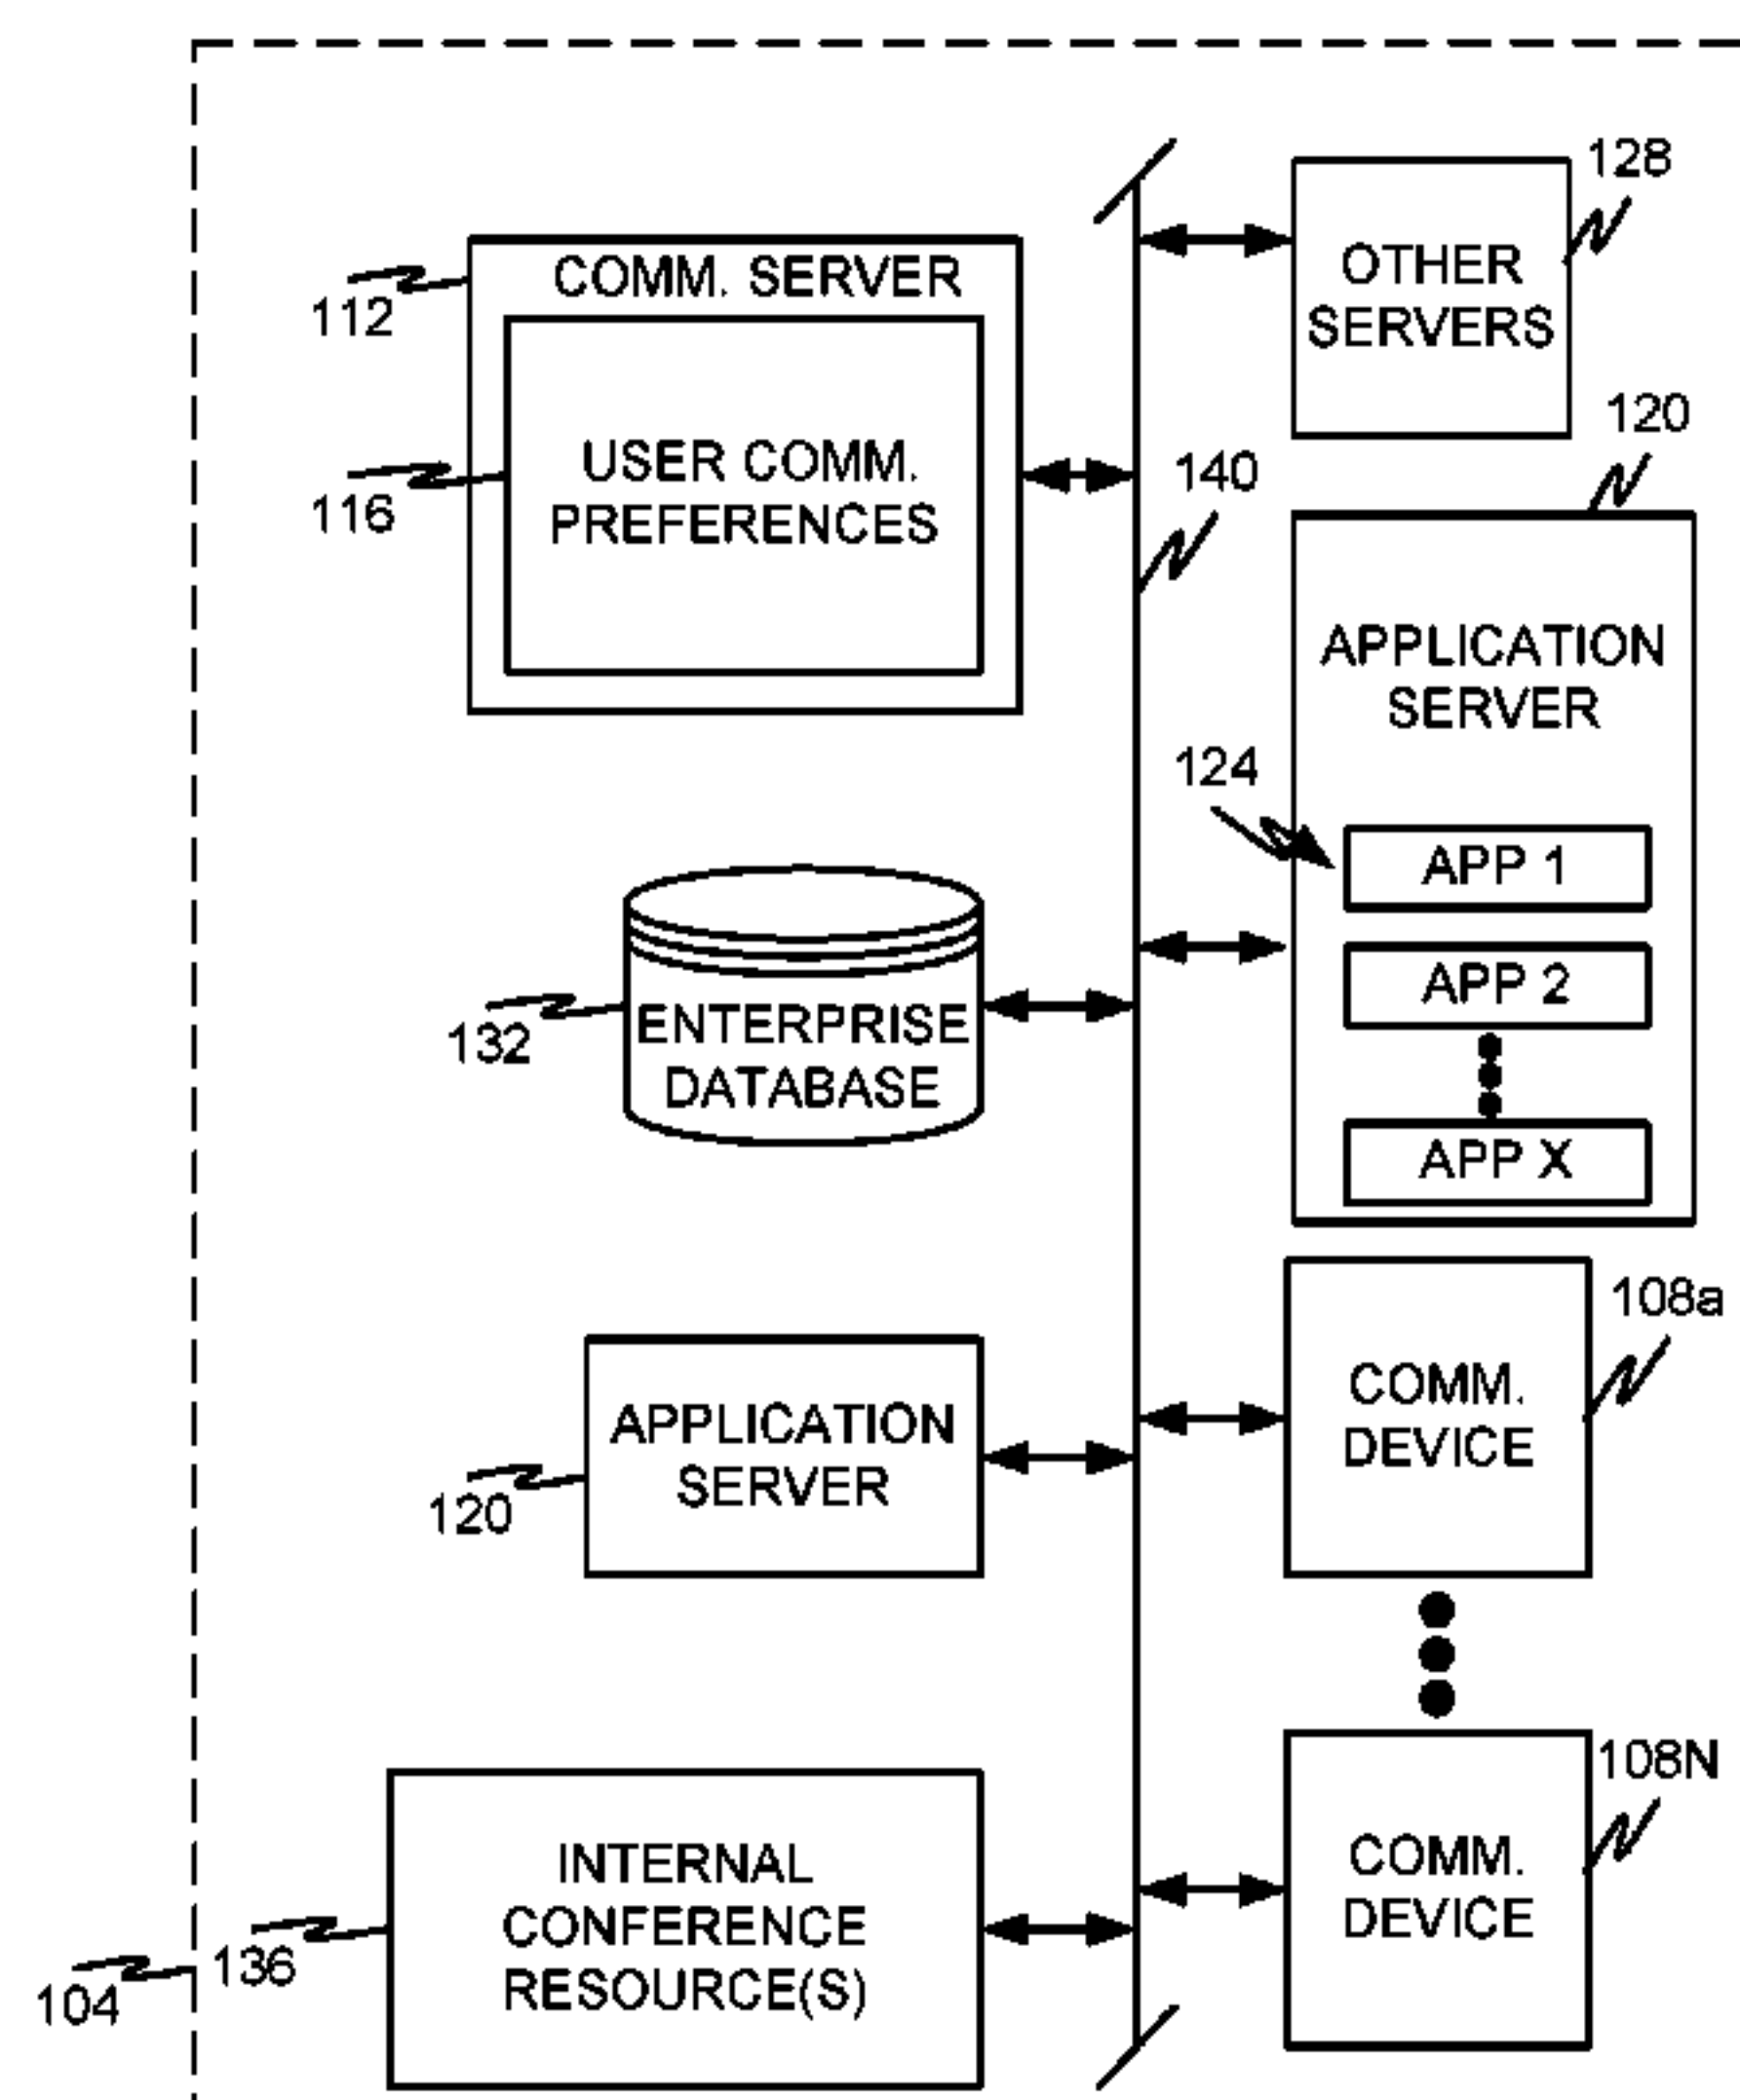 128
OTHER
SERVERS
112
COMM. SERVER
116
USER COMM.
PREFERENCES
140
120
APPLICATION
SERVER
124
APP 1
APP 2
APP X
132
ENTERPRISE
DATABASE
108a
COMM.
DEVICE
120
APPLICATION
SERVER
108N
COMM.
DEVICE
136
INTERNAL
CONFERENCE
RESOURCE(S)
104